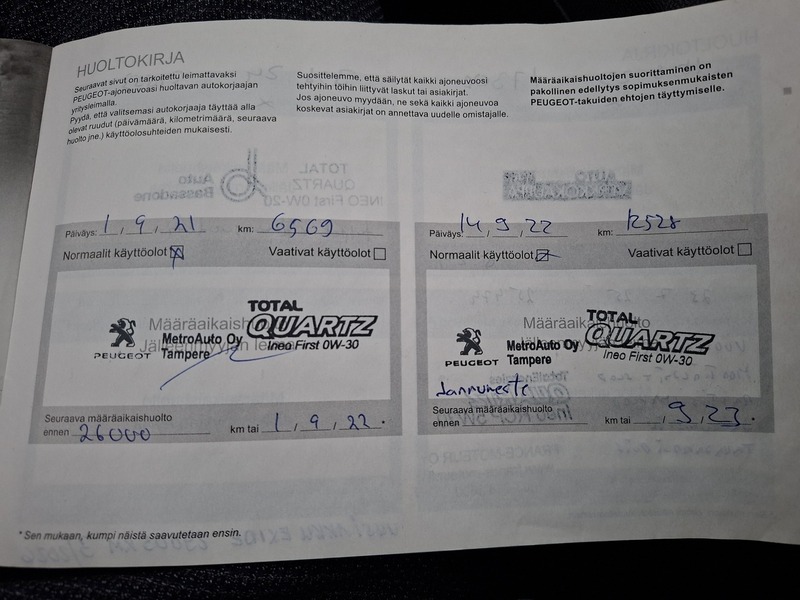 HUOLTOKIRJA
Seuraavat sivut on tarkoitettu leimattavaksi
PEUGEOT-ajoneuvoasi huoltavan autokorjaajan
yritysleimalla.
Pyydä, että valitsemasi autokorjaaja täyttää alla
olevat ruudut (päivämäärä, kilometrimäärä, seuraava
huolto jne.) käyttöolosuhteiden mukaisesti.
Suosittelemme, että säilytät kaikki ajoneuvoosi
tehtyihin töihin liittyvät laskut tai asiakirjat.
Jos ajoneuvo myydään, ne sekä kaikki ajoneuvoa
koskevat asiakirjat on annettava uudelle omistajalle.
Määräaikaishuoltojen suorittaminen on
pakollinen edellytys sopimuksenmukaisten
PEUGEOT-takuiden ehtojen täyttymiselle.
Päiväys: 1, 9, 21 km: 6569
Normaalit käyttöolot Vaativat käyttöolot
Määräaikaishuolto
Jälleenmyyjän leima
TOTAL
QUARTZ
Ineo First 0W-30
PEUGEOT
MetroAuto Oy
Tampere
Seuraava määräaikaishuolto
ennen 26000 km tai 1, 9, 22.
Päiväys: 14, 9, 22 km: 12528
Normaalit käyttöolot Vaativat käyttöolot
Määräaikaishuolto
TOTAL
QUARTZ
Ineo First 0W-30
PEUGEOT
MetroAuto Oy
Tampere
Jarruneste
Seuraava määräaikaishuolto
ennen km tai , 9, 23.
* Sen mukaan, kumpi näistä saavutetaan ensin.